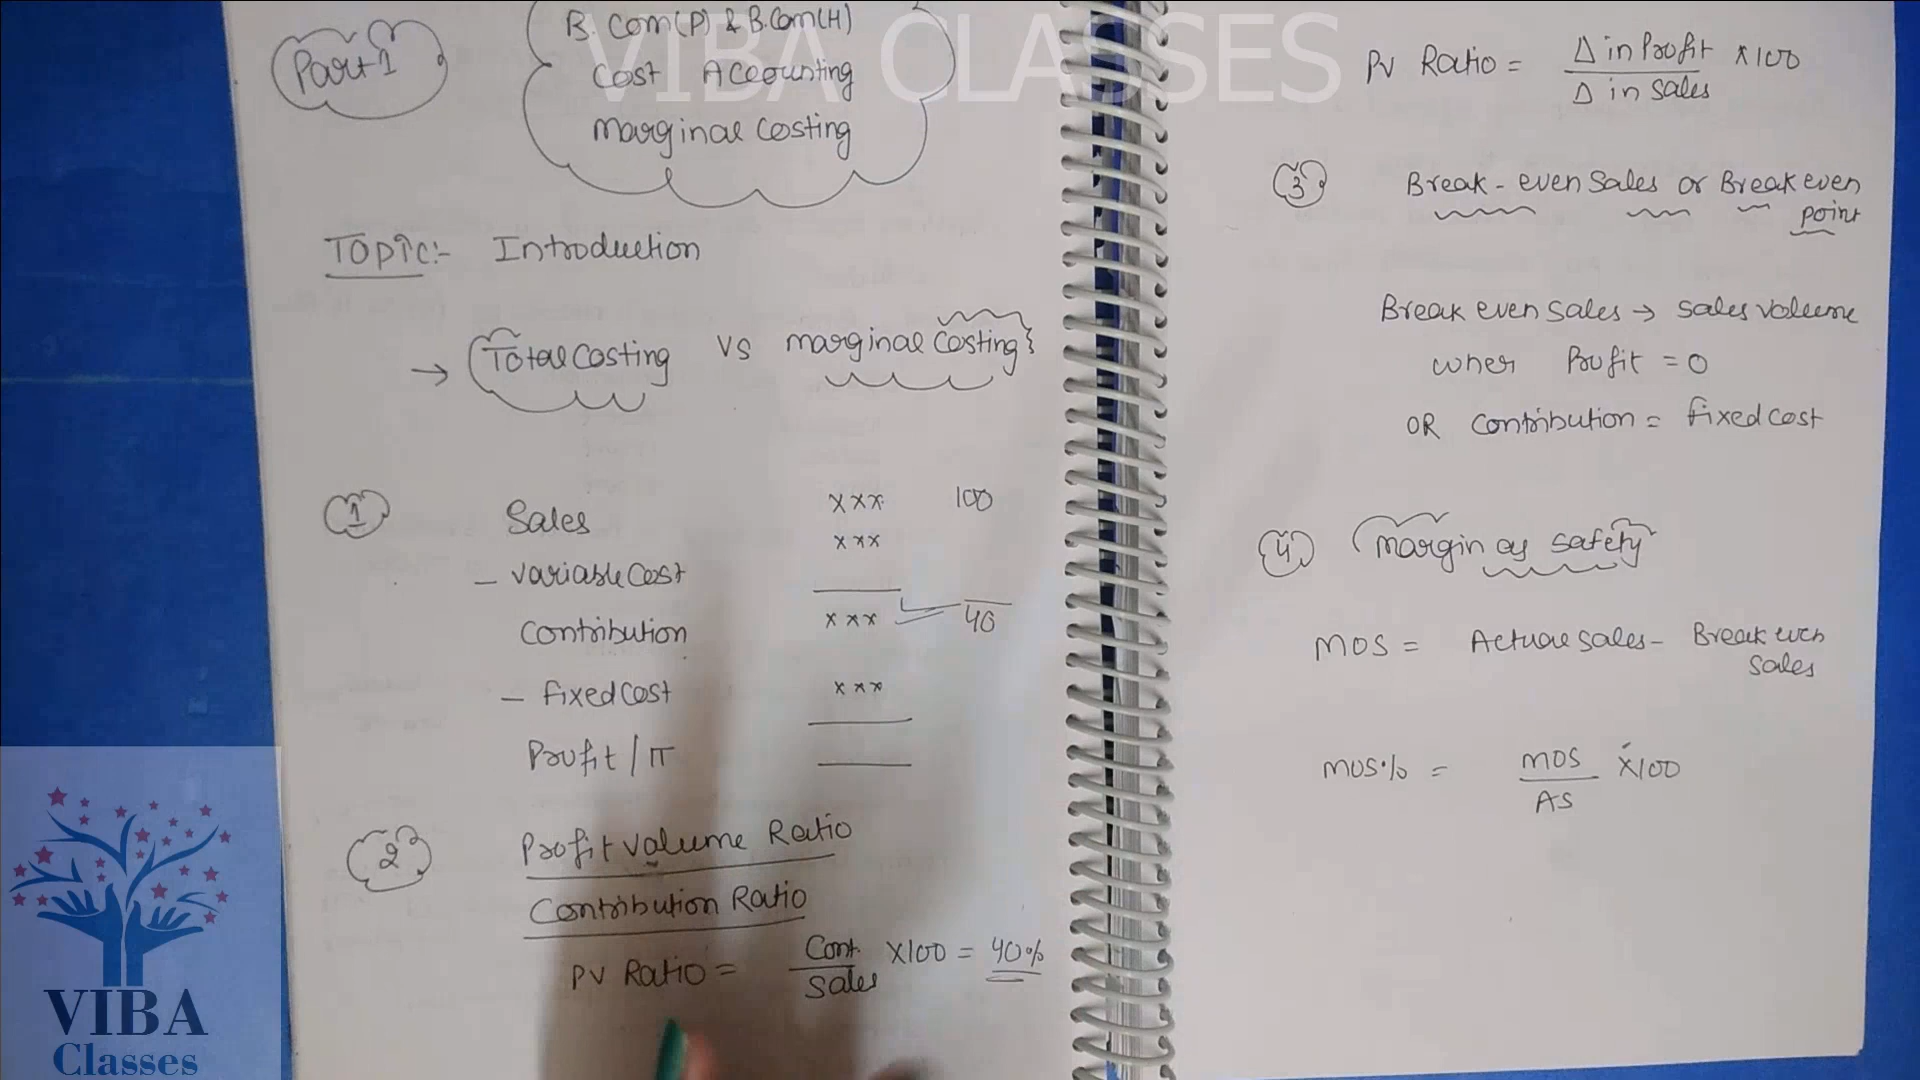 VIBA CLASSES
Part 1
B. Com(P) & B.Com(H)
Cost Accounting
marginal costing
Topic:- Introduction
→ Total Costing vs marginal Costing
1
Sales xxx 100
- Variable Cost xxx
Contribution xxx 40
- fixed Cost xxx
Profit / π
2
Profit volume Ratio
Contribution Ratio
PV Ratio = Cont. / Sales x100 = 40%
PV Ratio = Δ in Profit / Δ in Sales x100
3 Break-even Sales or Break even
point
Break even Sales → Sales volume
when Profit = 0
OR Contribution = fixed cost
4 margin of safety
MOS = Actual Sales - Break even
Sales
MOS% = MOS / AS x100
VIBA
Classes